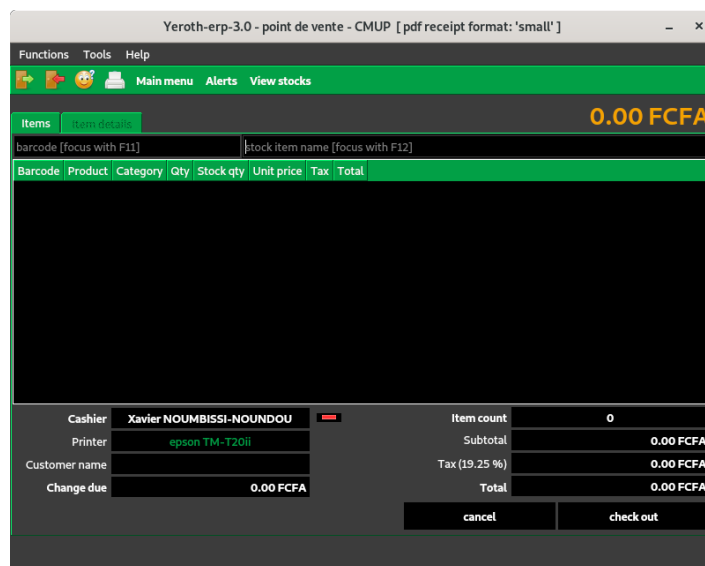 Yeroth-erp-3.0 - point de vente - CMUP [ pdf receipt format: 'small' ]
Functions Tools Help
Main menu Alerts View stocks
0.00 FCFA
Items Item details
barcode [focus with F11] stock item name [focus with F12]
Barcode Product Category Qty Stock qty Unit price Tax Total
Cashier Xavier NOUMBISSI-NOUNDOU Item count 0
Printer epson TM-T20ii Subtotal 0.00 FCFA
Customer name Tax (19.25 %) 0.00 FCFA
Change due 0.00 FCFA Total 0.00 FCFA
cancel check out